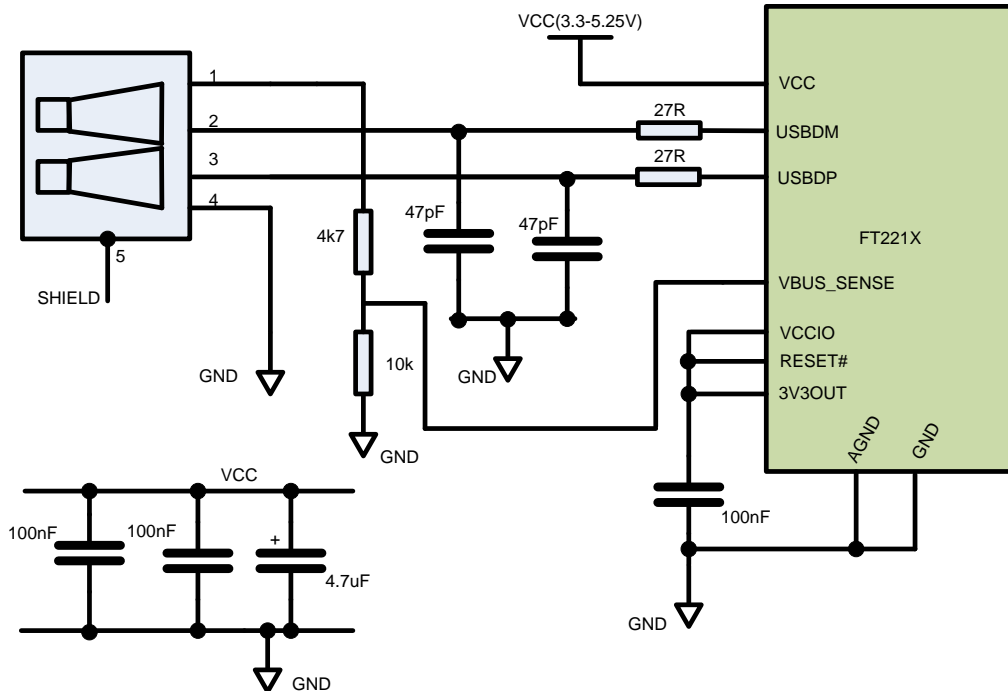 VCC(3.3-5.25V)
1
VCC
27R
2
USBDM
27R
3
USBDP
4
47pF
47pF
4k7
FT221X
5
SHIELD
VBUS_SENSE
VCCIO
10k
RESET#
GND
GND
3V3OUT
AGND
GND
GND
VCC
100nF
100nF
100nF
+
4.7uF
GND
GND